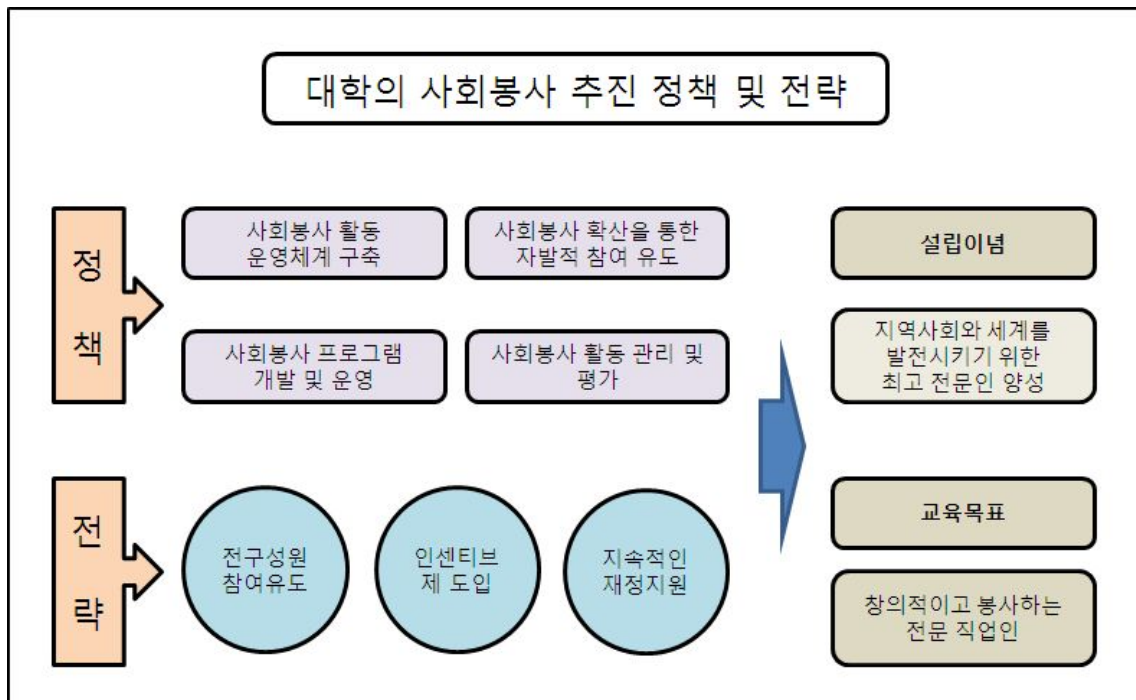 대학의 사회봉사 추진 정책 및 전략
정
책
사회봉사 활동
운영체계 구축
사회봉사 확산을 통한
자발적 참여 유도
사회봉사 프로그램
개발 및 운영
사회봉사 활동 관리 및
평가
전
략
전구성원
참여유도
인센티브
제 도입
지속적인
재정지원
설립이념
지역사회와 세계를
발전시키기 위한
최고 전문인 양성
교육목표
창의적이고 봉사하는
전문 직업인